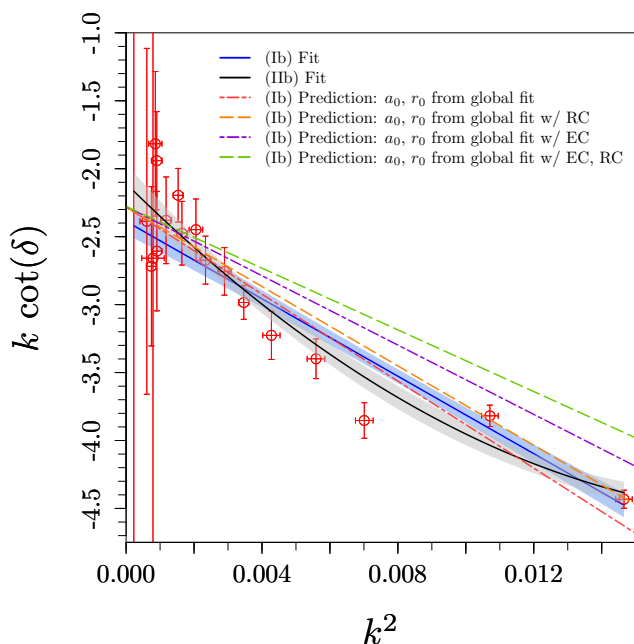 -1.0
-1.5
-2.0
-2.5
-3.0
-3.5
-4.0
-4.5
k cot(δ)
(Ib) Fit
(IIb) Fit
(Ib) Prediction: a₀, r₀ from global fit
(Ib) Prediction: a₀, r₀ from global fit w/ RC
(Ib) Prediction: a₀, r₀ from global fit w/ EC
(Ib) Prediction: a₀, r₀ from global fit w/ EC, RC
0.000 0.004 0.008 0.012
k²